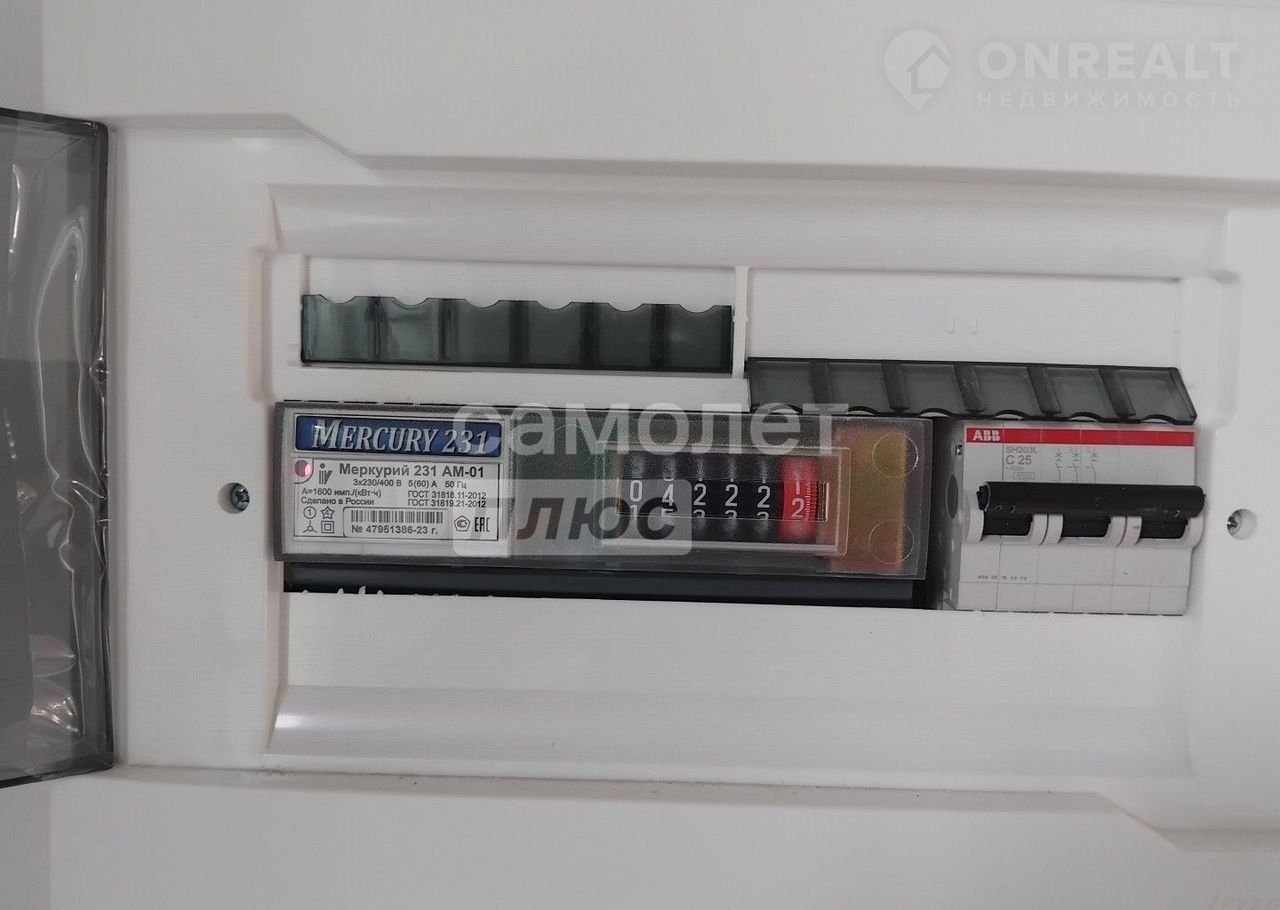 ONREALT
НЕДВИЖИМОСТЬ
самолет
плюс
MERCURY 231
Меркурий 231 АМ-01
3x230/400 В 5(60) А 50 Гц
А=1600 имп./(кВт·ч) ГОСТ 31818.11-2012
Сделано в России ГОСТ 31819.21-2012
№ 47951386-23 г.
0 4 2 2 2
ABB
SH203L
C 25